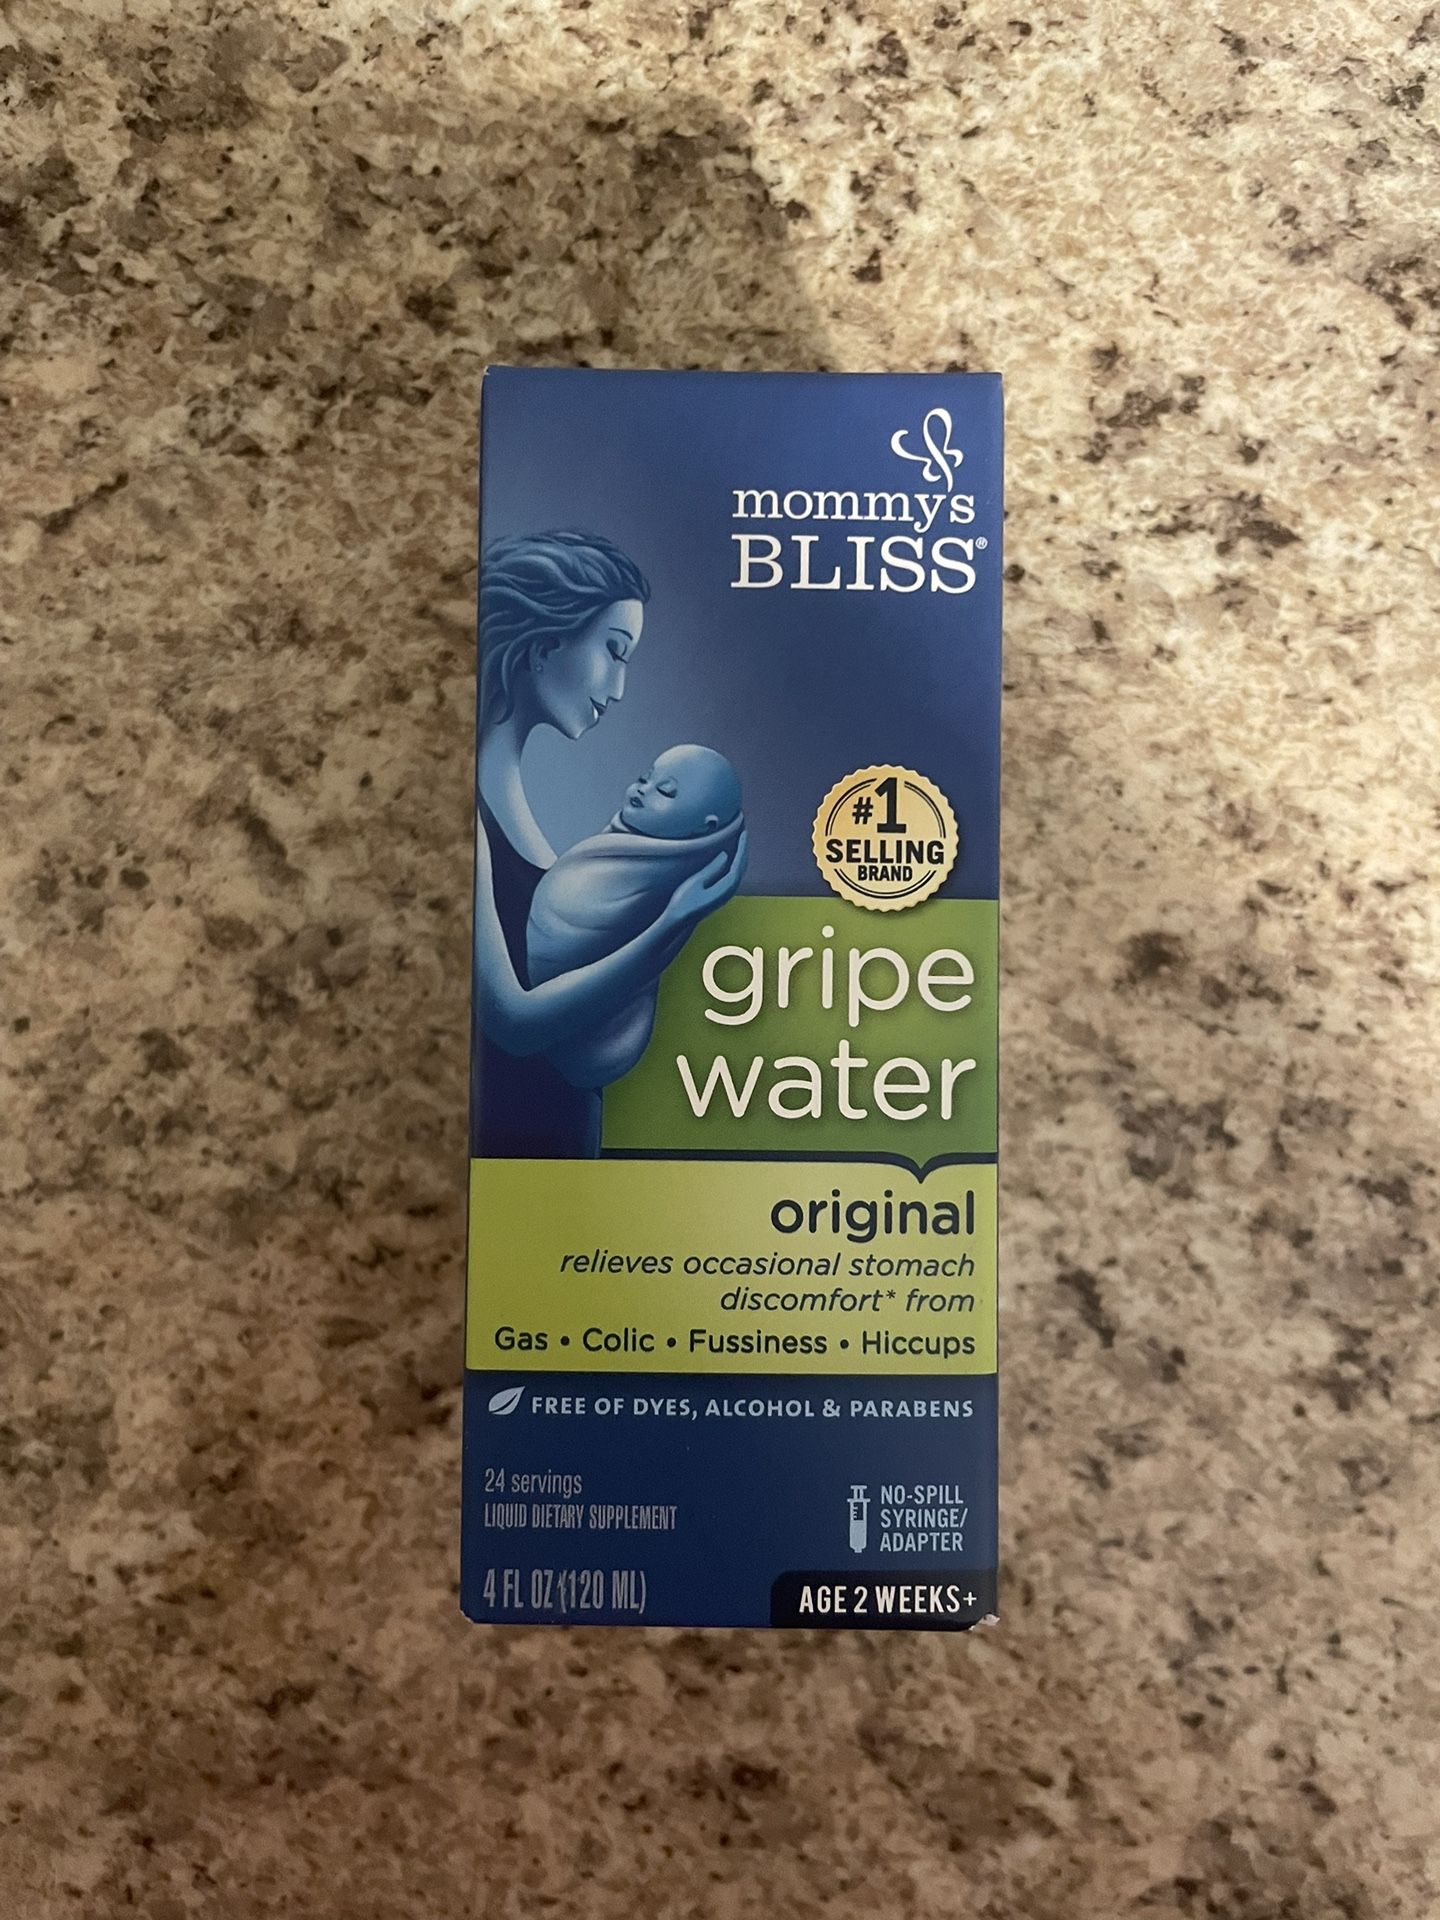 mommy's
BLISS®
#1
SELLING
BRAND
gripe
water
original
relieves occasional stomach
discomfort* from
Gas • Colic • Fussiness • Hiccups
FREE OF DYES, ALCOHOL & PARABENS
24 servings
LIQUID DIETARY SUPPLEMENT
4 FL OZ (120 ML)
NO-SPILL
SYRINGE/
ADAPTER
AGE 2 WEEKS+